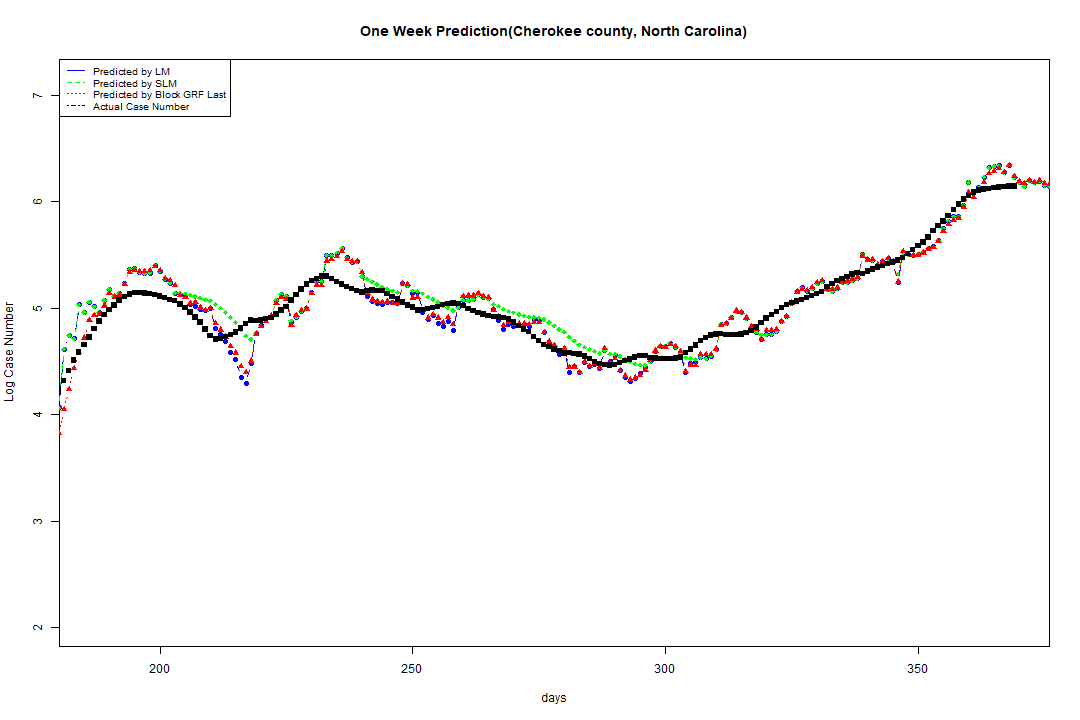 One Week Prediction(Cherokee county, North Carolina)
Predicted by LM
Predicted by SLM
Predicted by Block GRF Last
Actual Case Number
Log Case Number
7
6
5
4
3
2
200
250
300
350
days